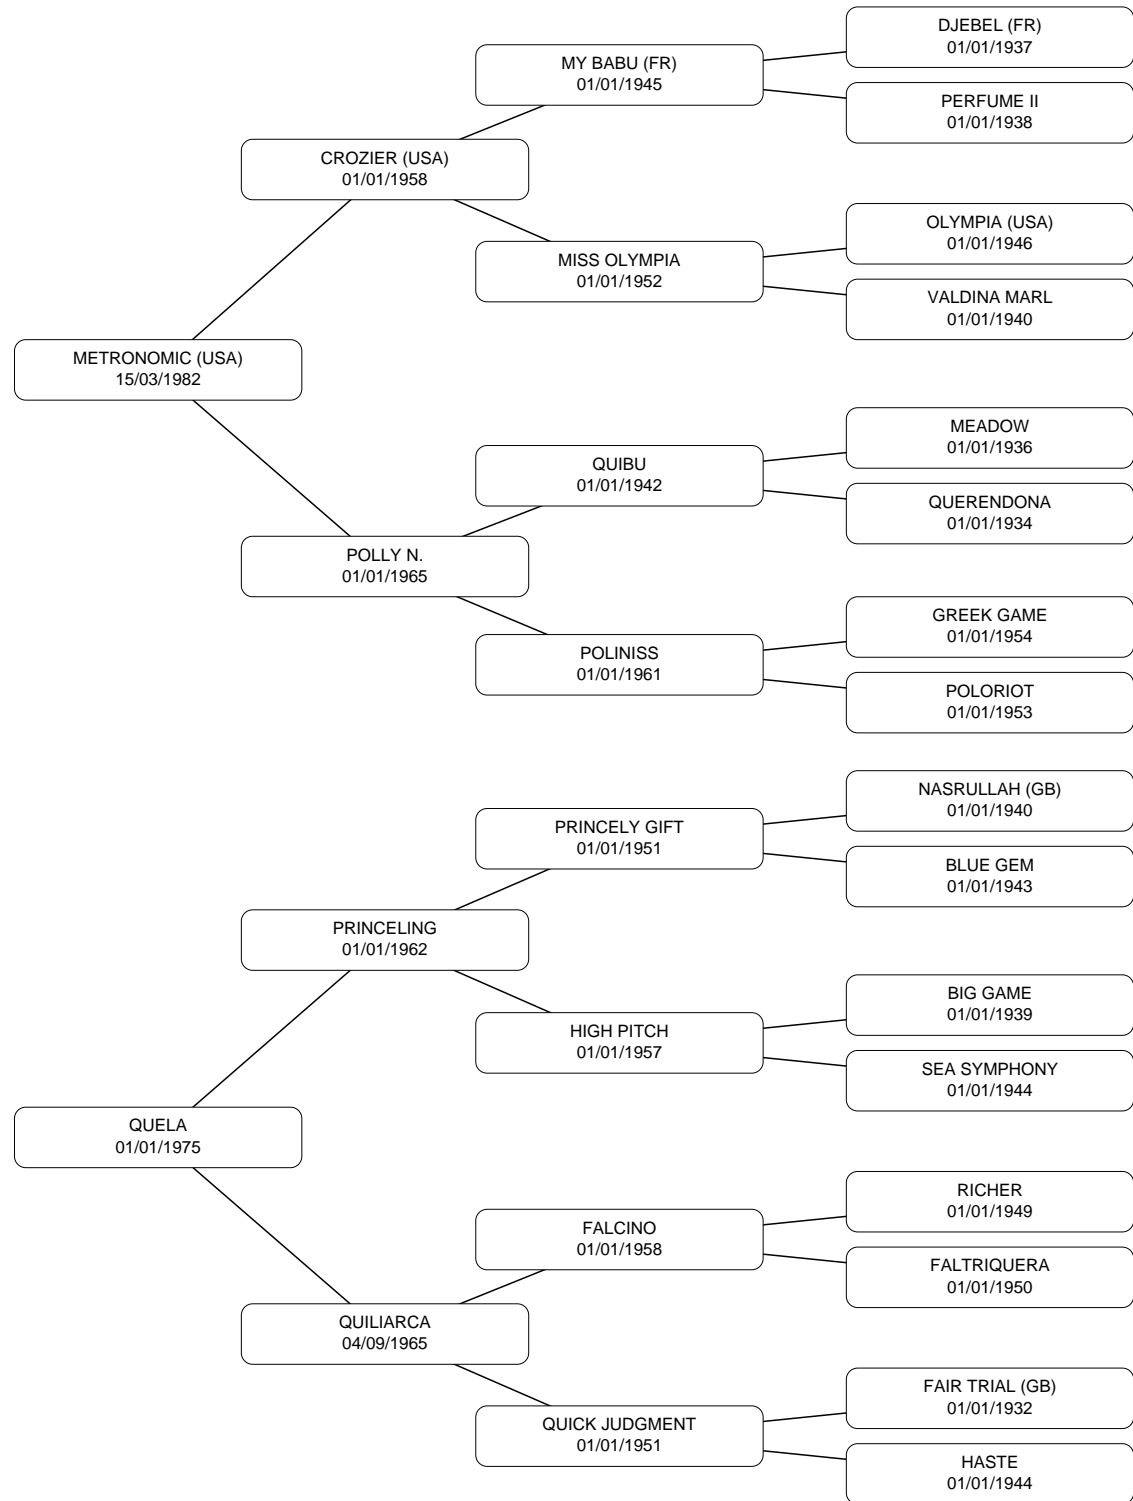 DJEBEL (FR)
01/01/1937
MY BABU (FR)
01/01/1945
PERFUME II
01/01/1938
CROZIER (USA)
01/01/1958
OLYMPIA (USA)
01/01/1946
MISS OLYMPIA
01/01/1952
VALDINA MARL
01/01/1940
METRONOMIC (USA)
15/03/1982
MEADOW
01/01/1936
QUIBU
01/01/1942
QUERENDONA
01/01/1934
POLLY N.
01/01/1965
GREEK GAME
01/01/1954
POLINISS
01/01/1961
POLORIOT
01/01/1953
NASRULLAH (GB)
01/01/1940
PRINCELY GIFT
01/01/1951
BLUE GEM
01/01/1943
PRINCELING
01/01/1962
BIG GAME
01/01/1939
HIGH PITCH
01/01/1957
SEA SYMPHONY
01/01/1944
QUELA
01/01/1975
RICHER
01/01/1949
FALCINO
01/01/1958
FALTRIQUERA
01/01/1950
QUILIARCA
04/09/1965
FAIR TRIAL (GB)
01/01/1932
QUICK JUDGMENT
01/01/1951
HASTE
01/01/1944